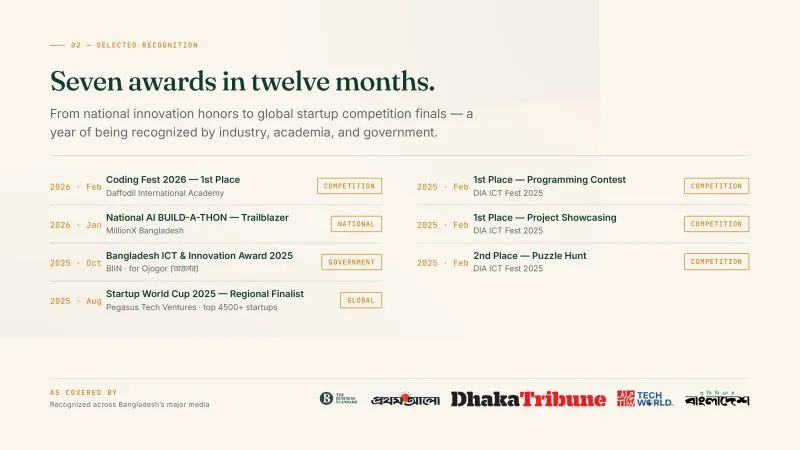 02 — SELECTED RECOGNITION
Seven awards in twelve months.
From national innovation honors to global startup competition finals — a
year of being recognized by industry, academia, and government.
2026 · Feb
Coding Fest 2026 — 1st Place
Daffodil International Academy
COMPETITION
2026 · Jan
National AI BUILD-A-THON — Trailblazer
MillionX Bangladesh
NATIONAL
2025 · Oct
Bangladesh ICT & Innovation Award 2025
BIIN · for Ojogor (অজগর)
GOVERNMENT
2025 · Aug
Startup World Cup 2025 — Regional Finalist
Pegasus Tech Ventures · top 4500+ startups
GLOBAL
2025 · Feb
1st Place — Programming Contest
DIA ICT Fest 2025
COMPETITION
2025 · Feb
1st Place — Project Showcasing
DIA ICT Fest 2025
COMPETITION
2025 · Feb
2nd Place — Puzzle Hunt
DIA ICT Fest 2025
COMPETITION
AS COVERED BY
Recognized across Bangladesh's major media
THE
BUSINESS
STANDARD
প্রথম আলো
DhakaTribune
TECH
WORLD.
বাংলাদেশ